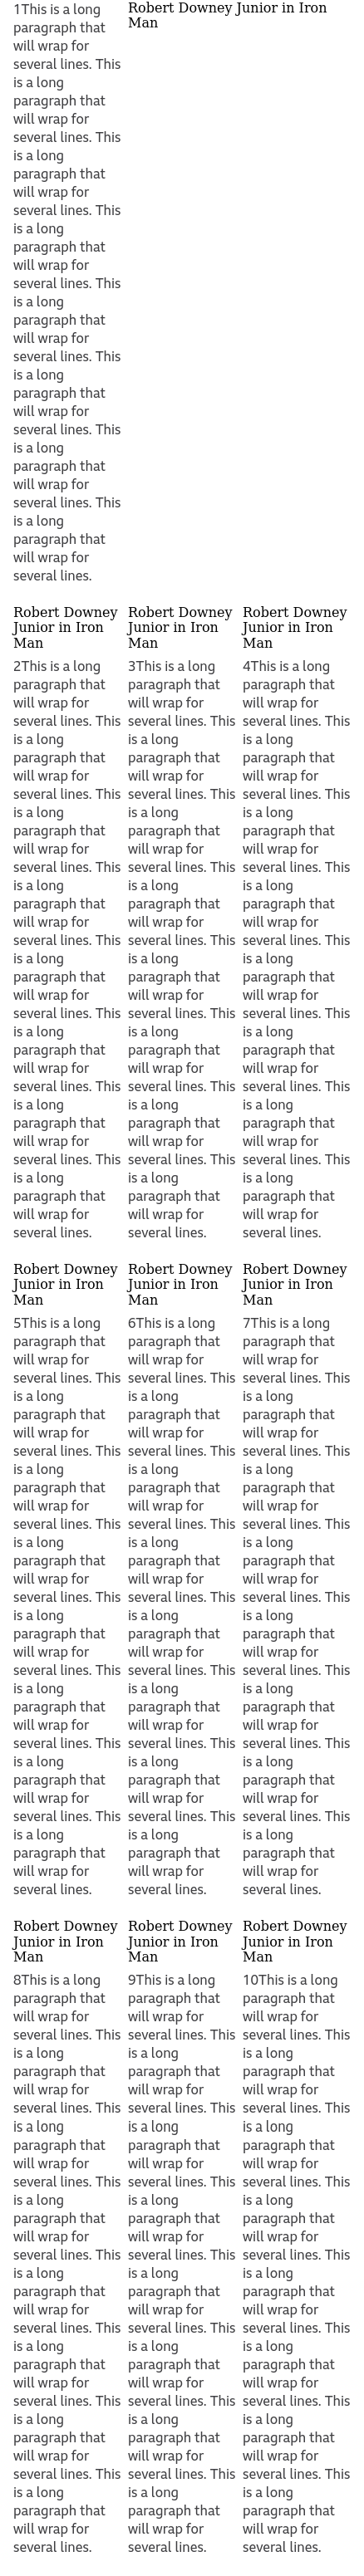 1This is a long
paragraph that
will wrap for
several lines. This
is a long
paragraph that
will wrap for
several lines. This
is a long
paragraph that
will wrap for
several lines. This
is a long
paragraph that
will wrap for
several lines. This
is a long
paragraph that
will wrap for
several lines. This
is a long
paragraph that
will wrap for
several lines. This
is a long
paragraph that
will wrap for
several lines. This
is a long
paragraph that
will wrap for
several lines.
Robert Downey Junior in Iron
Man
Robert Downey
Junior in Iron
Man
2This is a long
paragraph that
will wrap for
several lines. This
is a long
paragraph that
will wrap for
several lines. This
is a long
paragraph that
will wrap for
several lines. This
is a long
paragraph that
will wrap for
several lines. This
is a long
paragraph that
will wrap for
several lines. This
is a long
paragraph that
will wrap for
several lines. This
is a long
paragraph that
will wrap for
several lines. This
is a long
paragraph that
will wrap for
several lines.
Robert Downey
Junior in Iron
Man
3This is a long
paragraph that
will wrap for
several lines. This
is a long
paragraph that
will wrap for
several lines. This
is a long
paragraph that
will wrap for
several lines. This
is a long
paragraph that
will wrap for
several lines. This
is a long
paragraph that
will wrap for
several lines. This
is a long
paragraph that
will wrap for
several lines. This
is a long
paragraph that
will wrap for
several lines. This
is a long
paragraph that
will wrap for
several lines.
Robert Downey
Junior in Iron
Man
4This is a long
paragraph that
will wrap for
several lines. This
is a long
paragraph that
will wrap for
several lines. This
is a long
paragraph that
will wrap for
several lines. This
is a long
paragraph that
will wrap for
several lines. This
is a long
paragraph that
will wrap for
several lines. This
is a long
paragraph that
will wrap for
several lines. This
is a long
paragraph that
will wrap for
several lines. This
is a long
paragraph that
will wrap for
several lines.
Robert Downey
Junior in Iron
Man
5This is a long
paragraph that
will wrap for
several lines. This
is a long
paragraph that
will wrap for
several lines. This
is a long
paragraph that
will wrap for
several lines. This
is a long
paragraph that
will wrap for
several lines. This
is a long
paragraph that
will wrap for
several lines. This
is a long
paragraph that
will wrap for
several lines. This
is a long
paragraph that
will wrap for
several lines. This
is a long
paragraph that
will wrap for
several lines.
Robert Downey
Junior in Iron
Man
6This is a long
paragraph that
will wrap for
several lines. This
is a long
paragraph that
will wrap for
several lines. This
is a long
paragraph that
will wrap for
several lines. This
is a long
paragraph that
will wrap for
several lines. This
is a long
paragraph that
will wrap for
several lines. This
is a long
paragraph that
will wrap for
several lines. This
is a long
paragraph that
will wrap for
several lines. This
is a long
paragraph that
will wrap for
several lines.
Robert Downey
Junior in Iron
Man
7This is a long
paragraph that
will wrap for
several lines. This
is a long
paragraph that
will wrap for
several lines. This
is a long
paragraph that
will wrap for
several lines. This
is a long
paragraph that
will wrap for
several lines. This
is a long
paragraph that
will wrap for
several lines. This
is a long
paragraph that
will wrap for
several lines. This
is a long
paragraph that
will wrap for
several lines. This
is a long
paragraph that
will wrap for
several lines.
Robert Downey
Junior in Iron
Man
8This is a long
paragraph that
will wrap for
several lines. This
is a long
paragraph that
will wrap for
several lines. This
is a long
paragraph that
will wrap for
several lines. This
is a long
paragraph that
will wrap for
several lines. This
is a long
paragraph that
will wrap for
several lines. This
is a long
paragraph that
will wrap for
several lines. This
is a long
paragraph that
will wrap for
several lines. This
is a long
paragraph that
will wrap for
several lines.
Robert Downey
Junior in Iron
Man
9This is a long
paragraph that
will wrap for
several lines. This
is a long
paragraph that
will wrap for
several lines. This
is a long
paragraph that
will wrap for
several lines. This
is a long
paragraph that
will wrap for
several lines. This
is a long
paragraph that
will wrap for
several lines. This
is a long
paragraph that
will wrap for
several lines. This
is a long
paragraph that
will wrap for
several lines. This
is a long
paragraph that
will wrap for
several lines.
Robert Downey
Junior in Iron
Man
10This is a long
paragraph that
will wrap for
several lines. This
is a long
paragraph that
will wrap for
several lines. This
is a long
paragraph that
will wrap for
several lines. This
is a long
paragraph that
will wrap for
several lines. This
is a long
paragraph that
will wrap for
several lines. This
is a long
paragraph that
will wrap for
several lines. This
is a long
paragraph that
will wrap for
several lines. This
is a long
paragraph that
will wrap for
several lines.